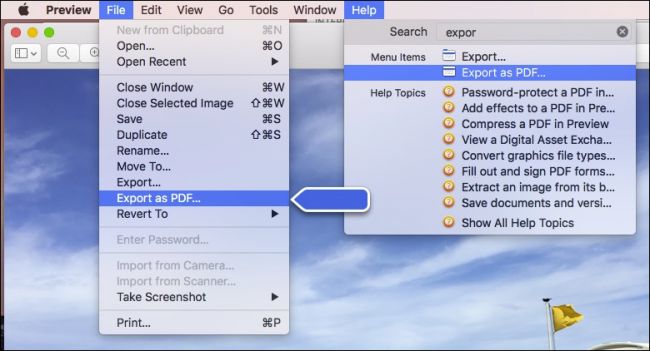 Preview File Edit View Go Tools Window Help
New from Clipboard ⌘N
Open... ⌘O
Open Recent ▶
Close Window ⌘W
Close Selected Image ⇧⌘W
Save ⌘S
Duplicate ⇧⌘S
Rename...
Move To...
Export...
Export as PDF...
Revert To ▶
Enter Password...
Import from Camera...
Import from Scanner...
Take Screenshot ▶
Print... ⌘P
Search expor
Menu Items Export...
Export as PDF...
Help Topics Password-protect a PDF in...
Add effects to a PDF in Pre...
Compress a PDF in Preview
View a Digital Asset Excha...
Convert graphics file types...
Fill out and sign PDF forms...
Extract an image from its b...
Save documents and versi...
Show All Help Topics